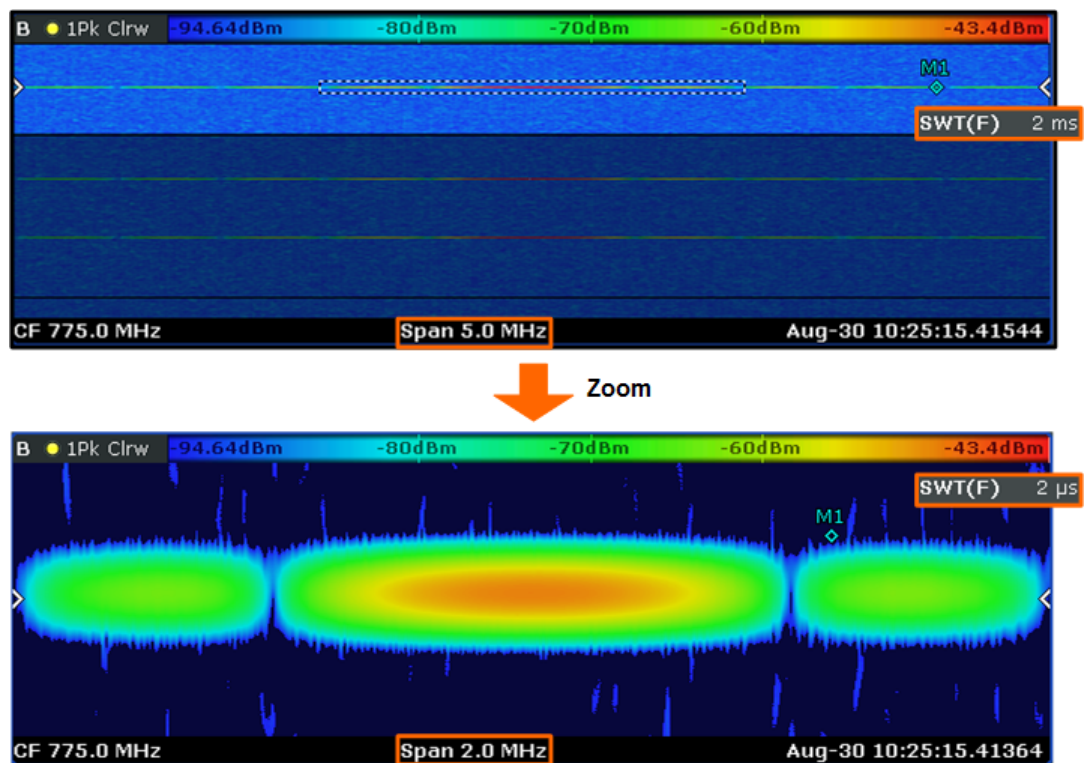 B 1Pk Clrw -94.64dBm -80dBm -70dBm -60dBm -43.4dBm
M1
SWT(F) 2 ms
CF 775.0 MHz Span 5.0 MHz Aug-30 10:25:15.41544
Zoom
B 1Pk Clrw -94.64dBm -80dBm -70dBm -60dBm -43.4dBm
SWT(F) 2 µs
M1
CF 775.0 MHz Span 2.0 MHz Aug-30 10:25:15.41364